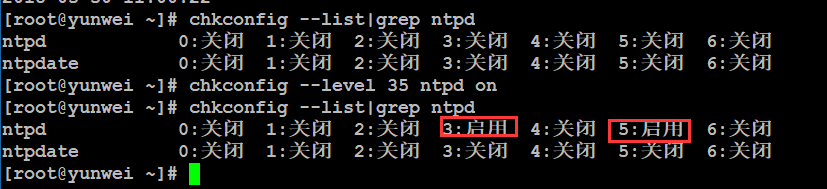 [root@yunwei ~]# chkconfig --list|grep ntpd
ntpd 0:关闭 1:关闭 2:关闭 3:关闭 4:关闭 5:关闭 6:关闭
ntpdate 0:关闭 1:关闭 2:关闭 3:关闭 4:关闭 5:关闭 6:关闭
[root@yunwei ~]# chkconfig --level 35 ntpd on
[root@yunwei ~]# chkconfig --list|grep ntpd
ntpd 0:关闭 1:关闭 2:关闭 3:启用 4:关闭 5:启用 6:关闭
ntpdate 0:关闭 1:关闭 2:关闭 3:关闭 4:关闭 5:关闭 6:关闭
[root@yunwei ~]#